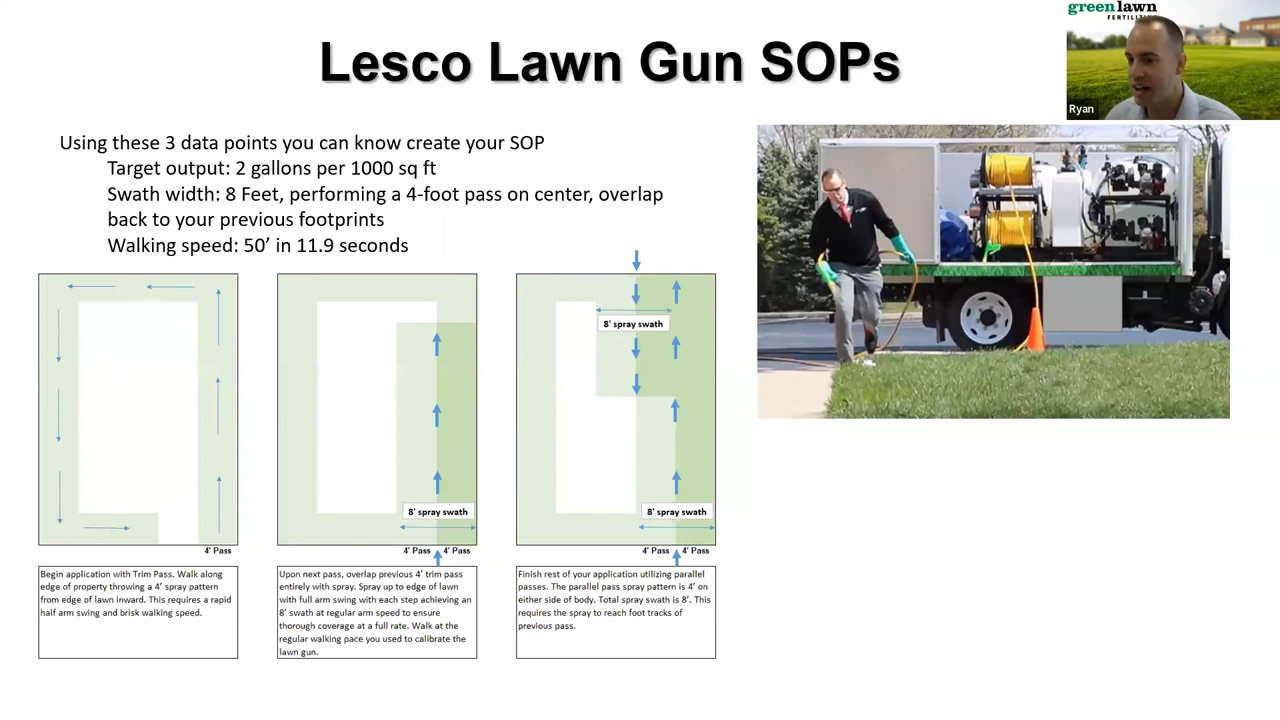 Lesco Lawn Gun SOPs
green lawn
FERTILIZING
Ryan
Using these 3 data points you can know create your SOP
Target output: 2 gallons per 1000 sq ft
Swath width: 8 Feet, performing a 4-foot pass on center, overlap
back to your previous footprints
Walking speed: 50’ in 11.9 seconds
4' Pass
Begin application with Trim Pass. Walk along
edge of property throwing a 4’ spray pattern
from edge of lawn inward. This requires a rapid
half arm swing and brisk walking speed.
8’ spray swath
4' Pass 4' Pass
Upon next pass, overlap previous 4’ trim pass
entirely with spray. Spray up to edge of lawn
with full arm swing with each step achieving an
8’ swath at regular arm speed to ensure
thorough coverage at a full rate. Walk at the
regular walking pace you used to calibrate the
lawn gun.
8’ spray swath
8’ spray swath
4' Pass 4' Pass
Finish rest of your application utilizing parallel
passes. The parallel pass spray pattern is 4’ on
either side of body. Total spray swath is 8’. This
requires the spray to reach foot tracks of
previous pass.